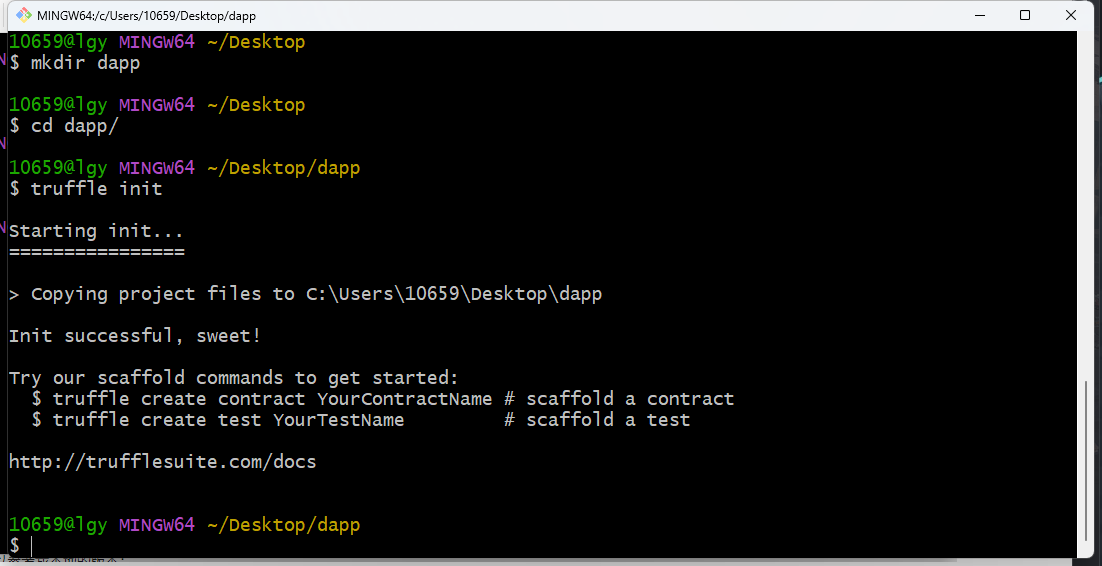 MINGW64:/c/Users/10659/Desktop/dapp
10659@lgy MINGW64 ~/Desktop
$ mkdir dapp
10659@lgy MINGW64 ~/Desktop
$ cd dapp/
10659@lgy MINGW64 ~/Desktop/dapp
$ truffle init
Starting init...
================
> Copying project files to C:\Users\10659\Desktop\dapp
Init successful, sweet!
Try our scaffold commands to get started:
$ truffle create contract YourContractName # scaffold a contract
$ truffle create test YourTestName # scaffold a test
http://trufflesuite.com/docs
10659@lgy MINGW64 ~/Desktop/dapp
$